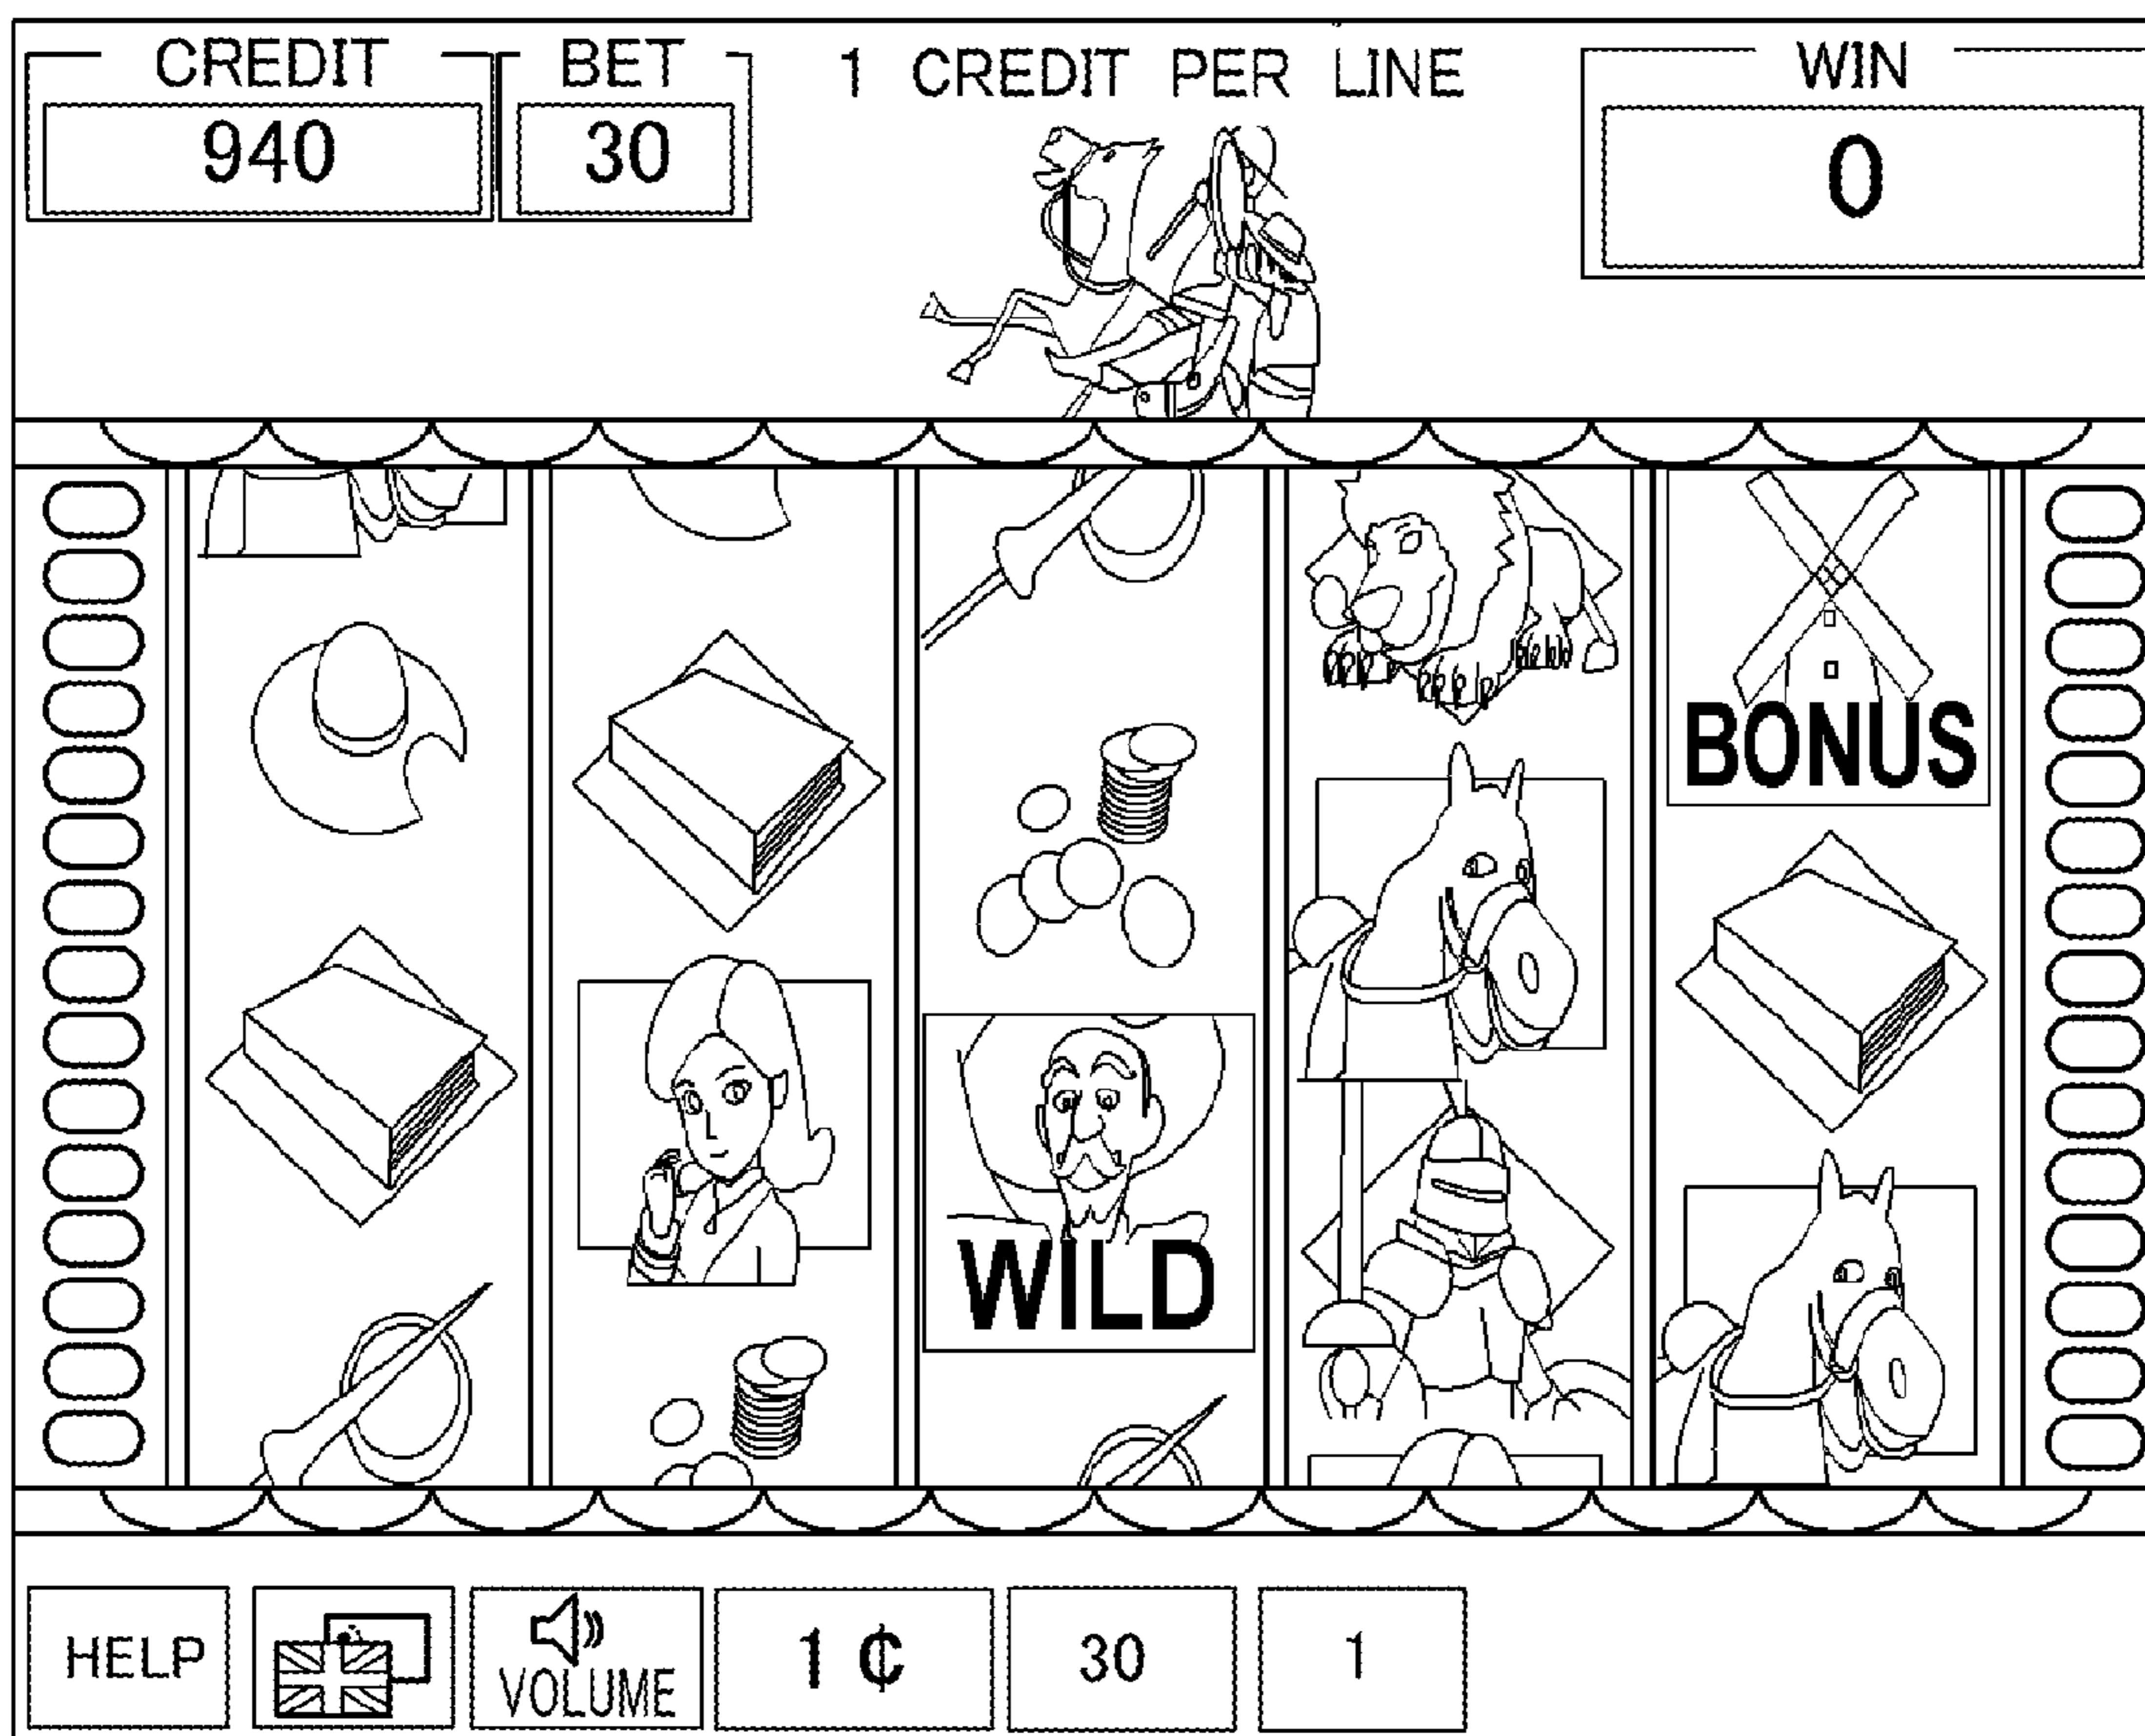 CREDIT
940
BET
30
1 CREDIT PER LINE
WIN
0
BONUS
WILD
HELP
VOLUME
1 ¢
30
1